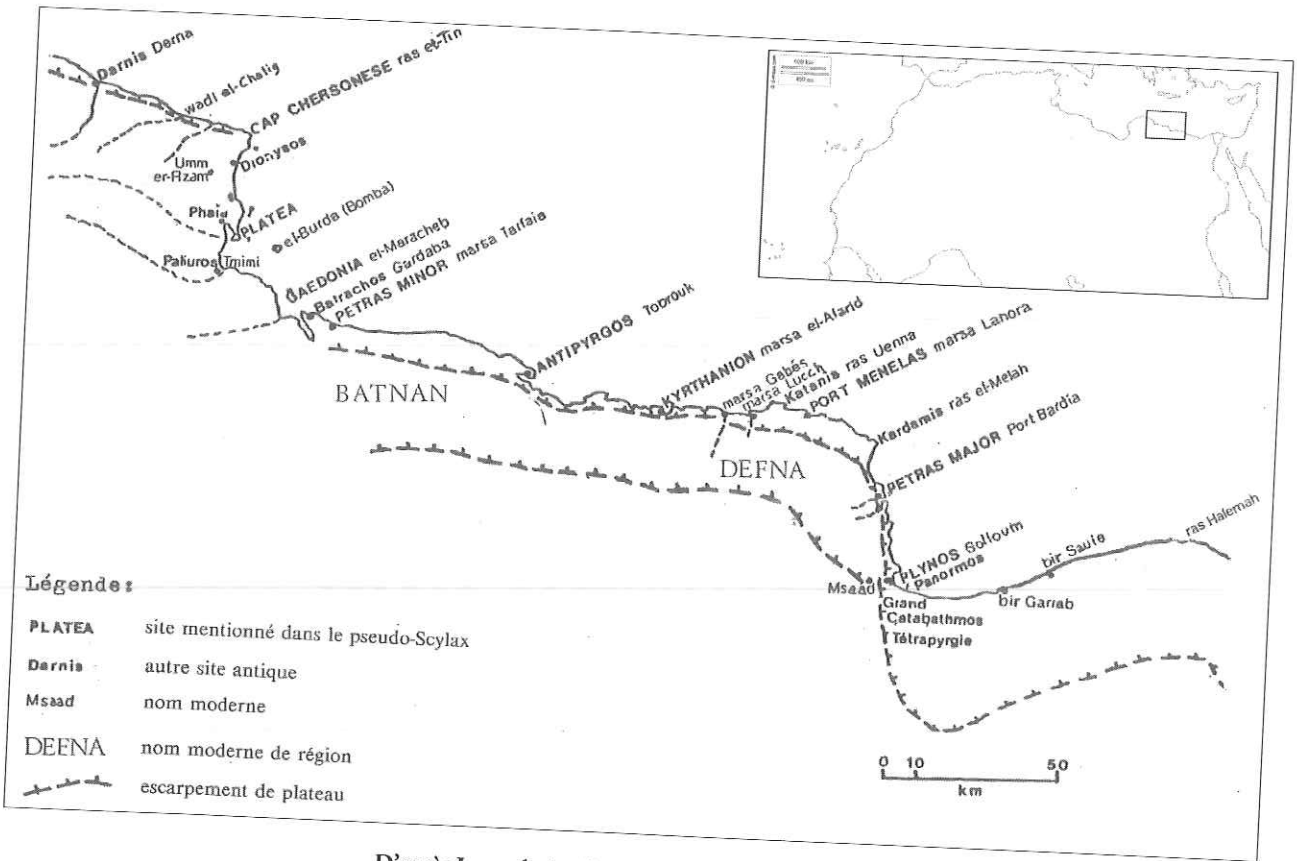 Darnis Derna
wadi el-Chalig
CAP CHERSONESE ras et-Tin
Umm
er-Rzam
Dionysos
Phaia
PLATEA
el-Burda (Bomba)
Paliuros Tmimi
AEDONIA el-Maracheb
Batrachos Gardaba
PETRAS MINOR marsa Tarfaia
ANTIPYRGOS Tobrouk
BATNAN
KYRTHANION marsa el-Afarid
marsa Gabés
marsa Lucch
Katania ras Uenna
PORT MENELAS marsa Lahora
Kardamis ras el-Melah
DEFNA
PETRAS MAJOR Port Bardia
PLYNOS Solloum
Panormos
Msaad
Grand
Catabathmos
Tétrapyrgie
bir Garrab
bir Saule
ras Halemah
Légende:
PLATEA site mentionné dans le pseudo-Scylax
Darnis autre site antique
Msaad nom moderne
DEFNA nom moderne de région
escarpement de plateau
0 10 50
km